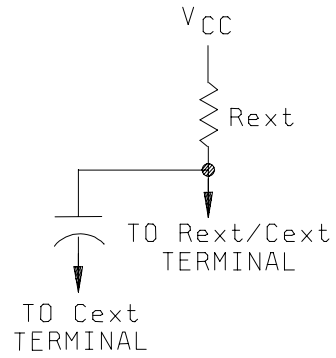 VCC
Rext
TO Rext/Cext
TERMINAL
TO Cext
TERMINAL